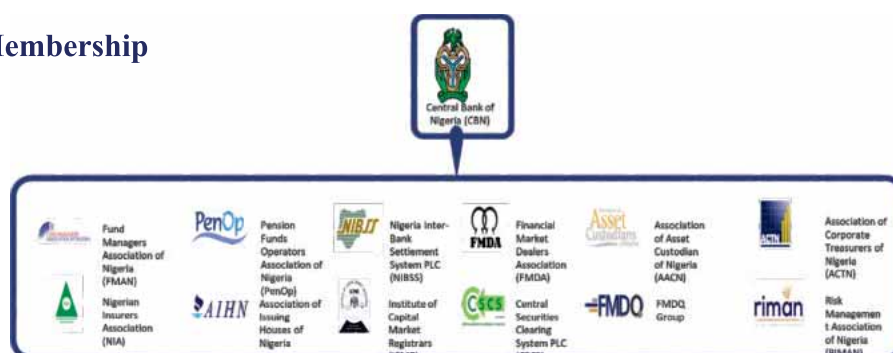 Membership
Central Bank of
Nigeria (CBN)
Fund
Managers
Association of
Nigeria
(FMAN)
PenOp
Pension
Funds
Operators
Association of
Nigeria
(PenOp)
NIBSS
Nigeria Inter-
Bank
Settlement
System PLC
(NIBSS)
FMDA
Financial
Market
Dealers
Association
(FMDA)
Asset
Custodians
Association
of Asset
Custodian
of Nigeria
(AACN)
ACTN
Association of
Corporate
Treasurers of
Nigeria
(ACTN)
Nigerian
Insurers
Association
(NIA)
AIHN
Association of
Issuing
Houses of
Nigeria
Institute of
Capital
Market
Registrars
CSCS
Central
Securities
Clearing
System PLC
FMDQ
FMDQ
Group
riman
Risk
Managemen
t Association
of Nigeria
(RIMAN)